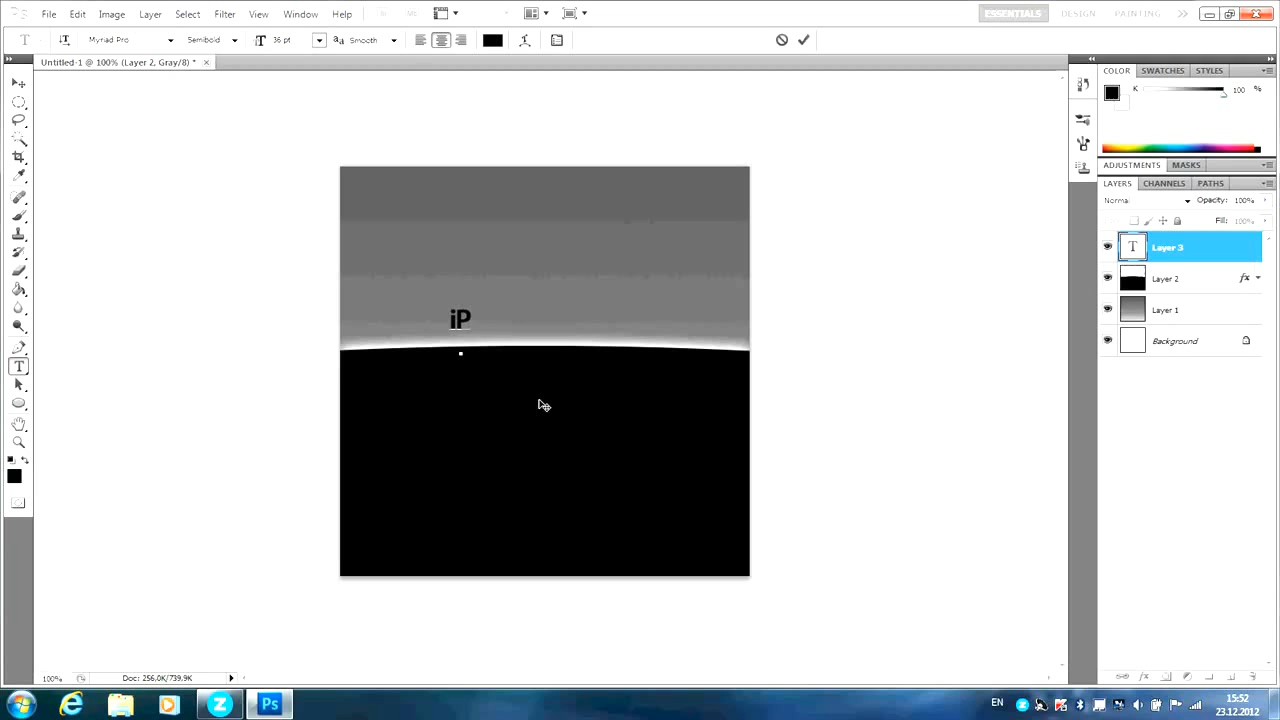 File Edit Image Layer Select Filter View Window Help ESSENTIALS DESIGN PAINTING
Myriad Pro Semibold 36 pt Smooth
Untitled-1 @ 100% (Layer 2, Gray/8) * ×
COLOR SWATCHES STYLES
K 100 %
ADJUSTMENTS MASKS
LAYERS CHANNELS PATHS
Normal Opacity: 100%
Fill: 100%
T Layer 3
Layer 2 fx
Layer 1
Background
iP
100% Doc: 256,0K/739,9K
Ps EN 15:52
23.12.2012